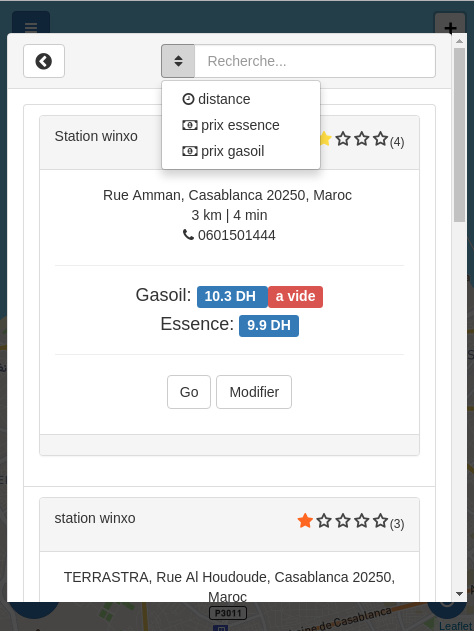 Recherche...
distance
prix essence
prix gasoil
Station winxo
(4)
Rue Amman, Casablanca 20250, Maroc
3 km | 4 min
0601501444
Gasoil: 10.3 DH a vide
Essence: 9.9 DH
Go Modifier
station winxo
(3)
TERRASTRA, Rue Al Houdoude, Casablanca 20250,
Maroc
P3011
de Casablanca
Leaflet